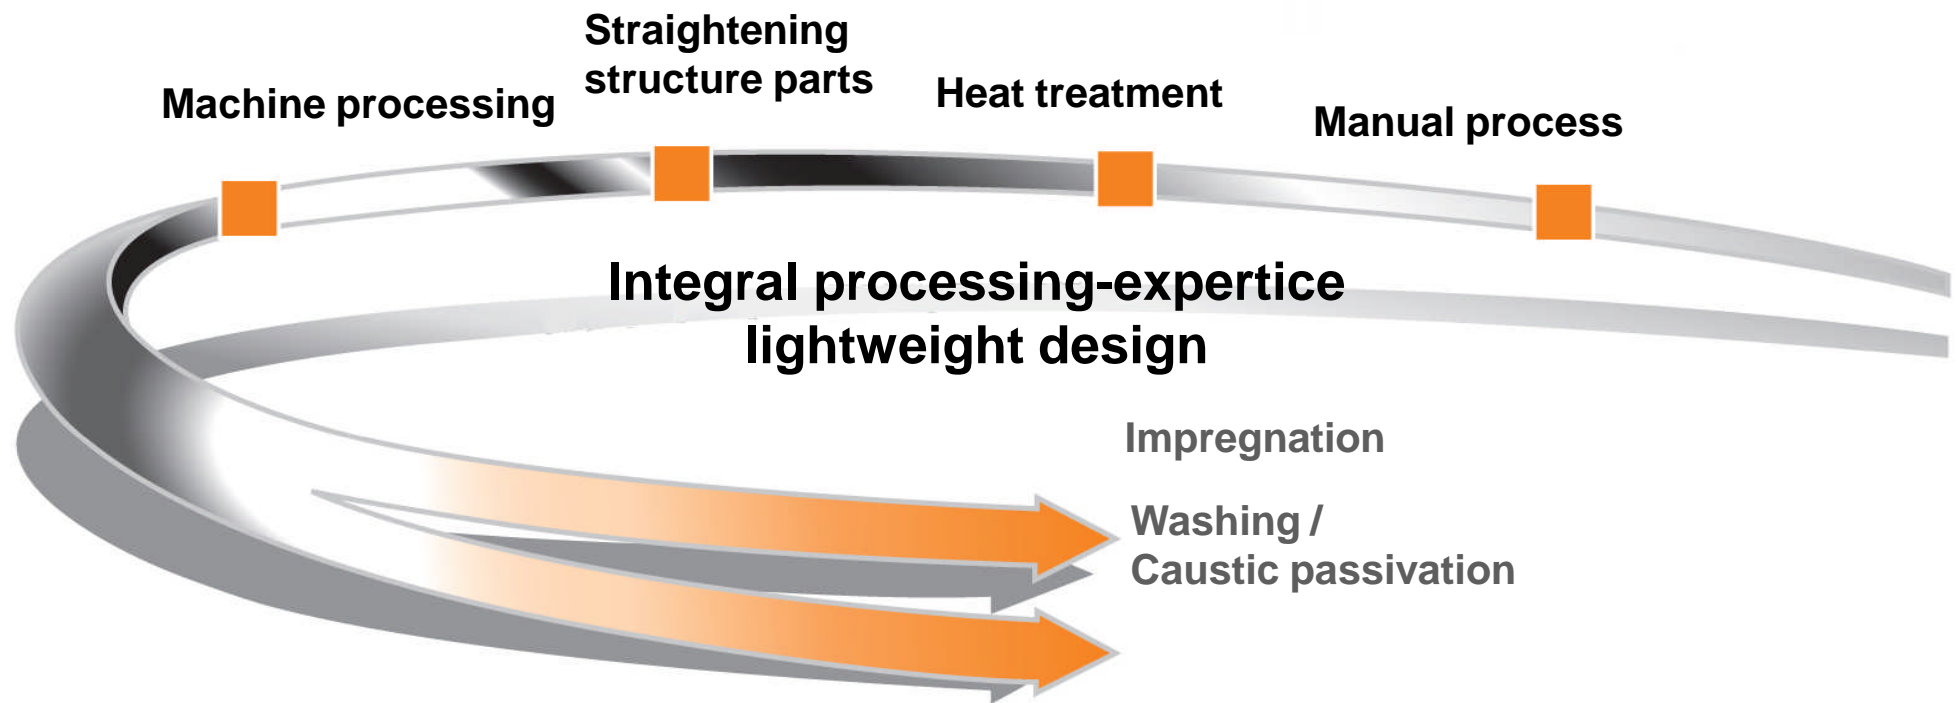 Straightening
structure parts
Machine processing
Heat treatment
Manual process
Integral processing-expertice
lightweight design
Impregnation
Washing /
Caustic passivation